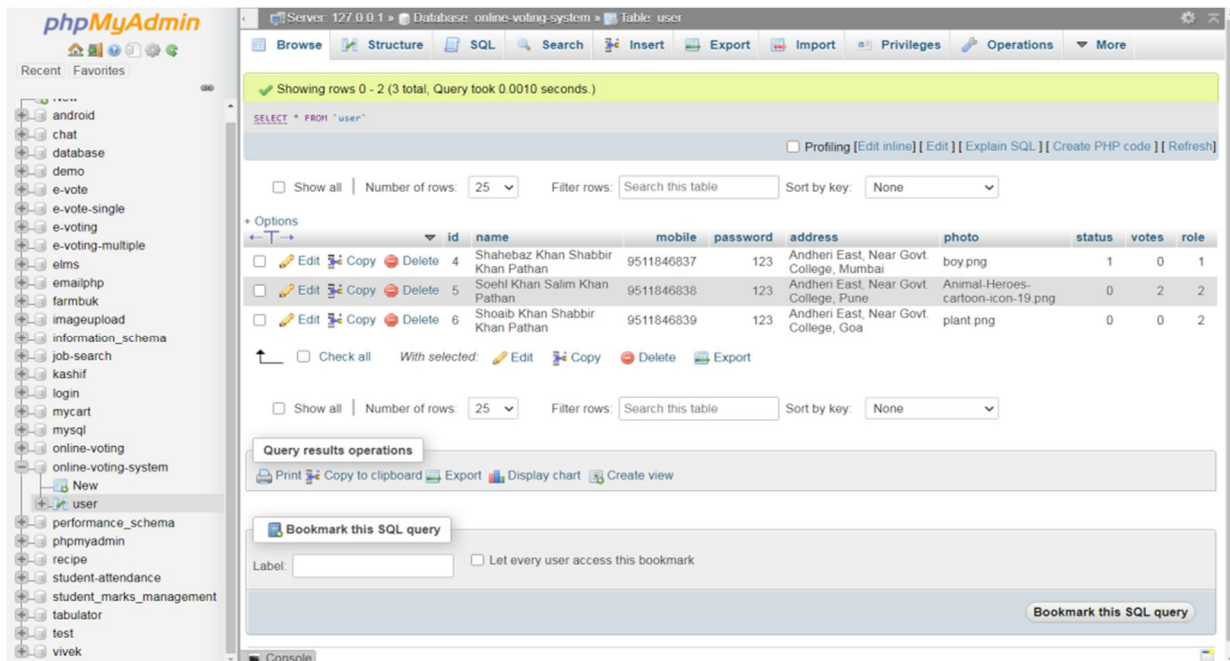 phpMyAdmin
Recent Favorites
New
android
chat
database
demo
e-vote
e-vote-single
e-voting
e-voting-multiple
elms
emailphp
farmbuk
imageupload
information_schema
job-search
kashif
login
mycart
mysql
online-voting
online-voting-system
New
user
performance_schema
phpmyadmin
recipe
student-attendance
student_marks_management
tabulator
test
vivek
Server: 127.0.0.1 » Database: online-voting-system » Table: user
Browse Structure SQL Search Insert Export Import Privileges Operations More
Showing rows 0 - 2 (3 total, Query took 0.0010 seconds.)
SELECT * FROM `user`
Profiling [Edit inline] [ Edit ] [ Explain SQL ] [ Create PHP code ] [ Refresh]
Show all | Number of rows: 25 Filter rows: Search this table Sort by key: None
+ Options
←T→ id name mobile password address photo status votes role
Edit Copy Delete 4 Shahebaz Khan Shabbir 9511846837 123 Andheri East, Near Govt. boy.png 1 0 1
Khan Pathan College, Mumbai
Edit Copy Delete 5 Soehl Khan Salim Khan 9511846838 123 Andheri East, Near Govt. Animal-Heroes- 0 2 2
Pathan College, Pune cartoon-icon-19.png
Edit Copy Delete 6 Shoaib Khan Shabbir 9511846839 123 Andheri East, Near Govt. plant.png 0 0 2
Khan Pathan College, Goa
Check all With selected: Edit Copy Delete Export
Show all | Number of rows: 25 Filter rows: Search this table Sort by key: None
Query results operations
Print Copy to clipboard Export Display chart Create view
Bookmark this SQL query
Label: Let every user access this bookmark
Bookmark this SQL query
Console